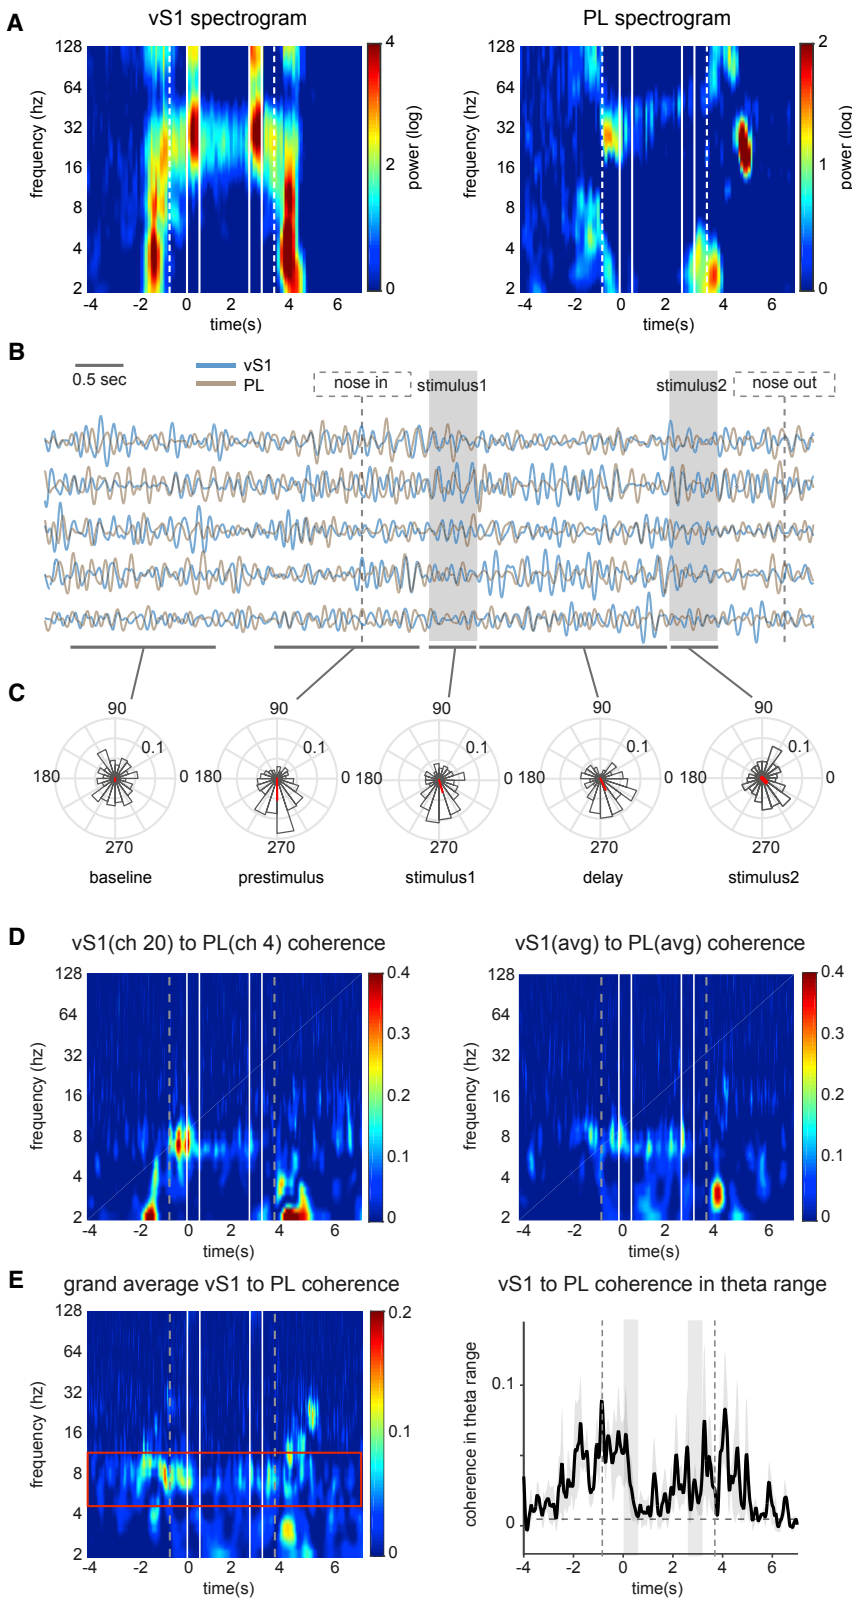 A
vS1 spectrogram
PL spectrogram
128
64
32
16
8
4
2
frequency (hz)
-4 -2 0 2 4 6
time(s)
4
2
0
power (log)
128
64
32
16
8
4
2
frequency (hz)
-4 -2 0 2 4 6
time(s)
2
1
0
power (log)
B
0.5 sec
vS1
PL
nose in
stimulus1
stimulus2
nose out
C
90
0.1
180
0
270
baseline
90
0.1
180
0
270
prestimulus
90
0.1
180
0
270
stimulus1
90
0.1
180
0
270
delay
90
0.1
180
0
270
stimulus2
D
vS1(ch 20) to PL(ch 4) coherence
vS1(avg) to PL(avg) coherence
128
64
32
16
8
4
2
frequency (hz)
-4 -2 0 2 4 6
time(s)
0.4
0.3
0.2
0.1
0
128
64
32
16
8
4
2
frequency (hz)
-4 -2 0 2 4 6
time(s)
0.4
0.3
0.2
0.1
0
E
grand average vS1 to PL coherence
vS1 to PL coherence in theta range
128
64
32
16
8
4
2
frequency (hz)
-4 -2 0 2 4 6
time(s)
0.2
0.1
0
0.1
0
coherence in theta range
-4 -2 0 2 4 6
time(s)